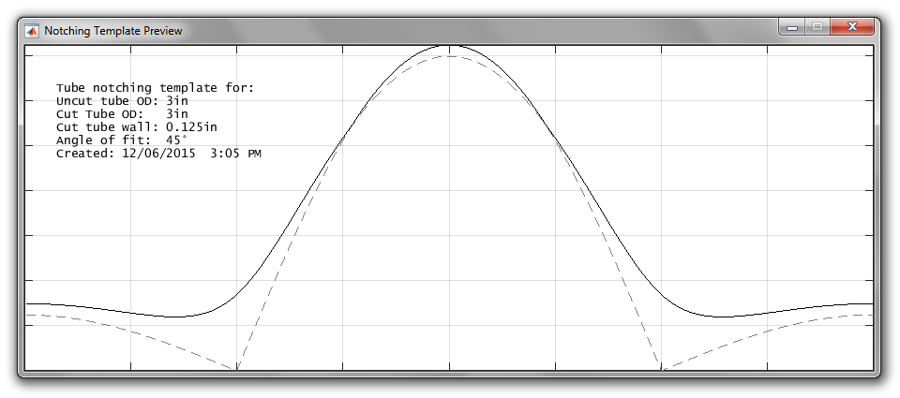 Notching Template Preview
Tube notching template for:
Uncut tube OD: 3in
Cut Tube OD:   3in
Cut tube wall: 0.125in
Angle of fit:  45°
Created: 12/06/2015  3:05 PM